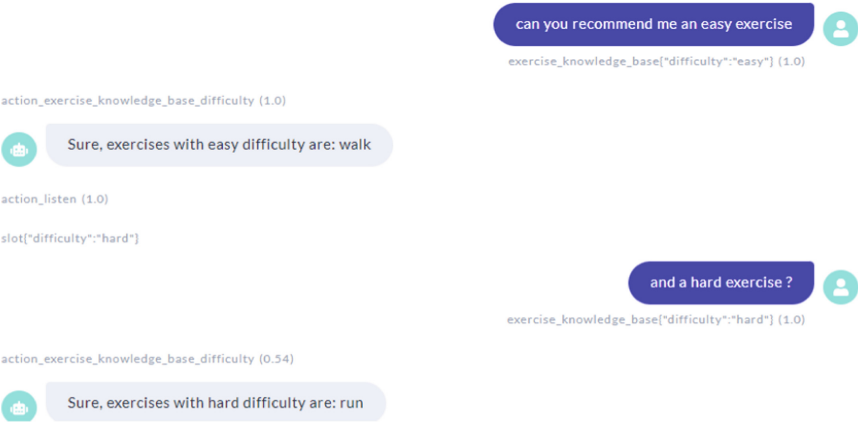 can you recommend me an easy exercise
exercise_knowledge_base{"difficulty":"easy"} (1.0)
action_exercise_knowledge_base_difficulty (1.0)
Sure, exercises with easy difficulty are: walk
action_listen (1.0)
slot{"difficulty":"hard"}
and a hard exercise ?
exercise_knowledge_base{"difficulty":"hard"} (1.0)
action_exercise_knowledge_base_difficulty (0.54)
Sure, exercises with hard difficulty are: run